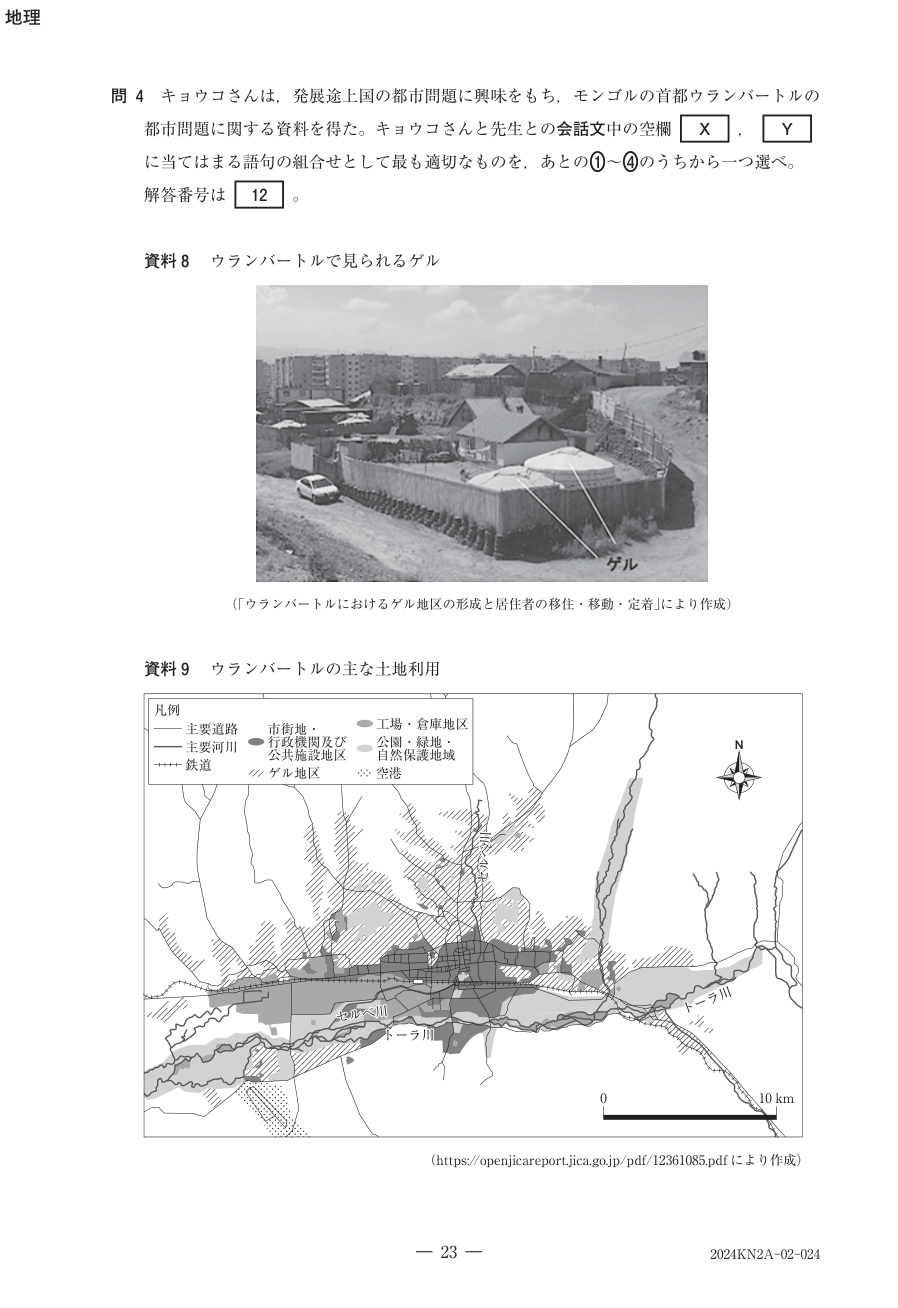 地理
問 4 キョウコさんは，発展途上国の都市問題に興味をもち，モンゴルの首都ウランバートルの
都市問題に関する資料を得た。キョウコさんと先生との会話文中の空欄 X ， Y
に当てはまる語句の組合せとして最も適切なものを，あとの①～④のうちから一つ選べ。
解答番号は 12 。
資料 8 ウランバートルで見られるゲル
ゲル
（「ウランバートルにおけるゲル地区の形成と居住者の移住・移動・定着」により作成）
資料 9 ウランバートルの主な土地利用
凡例
主要道路
主要河川
鉄道
市街地・
行政機関及び
公共施設地区
ゲル地区
工場・倉庫地区
公園・緑地・
自然保護地域
空港
N
セルベ川
セルベ川
トーラ川
トーラ川
0 10 km
（https://openjicareport.jica.go.jp/pdf/12361085.pdf により作成）
― 23 ―
2024KN2A-02-024